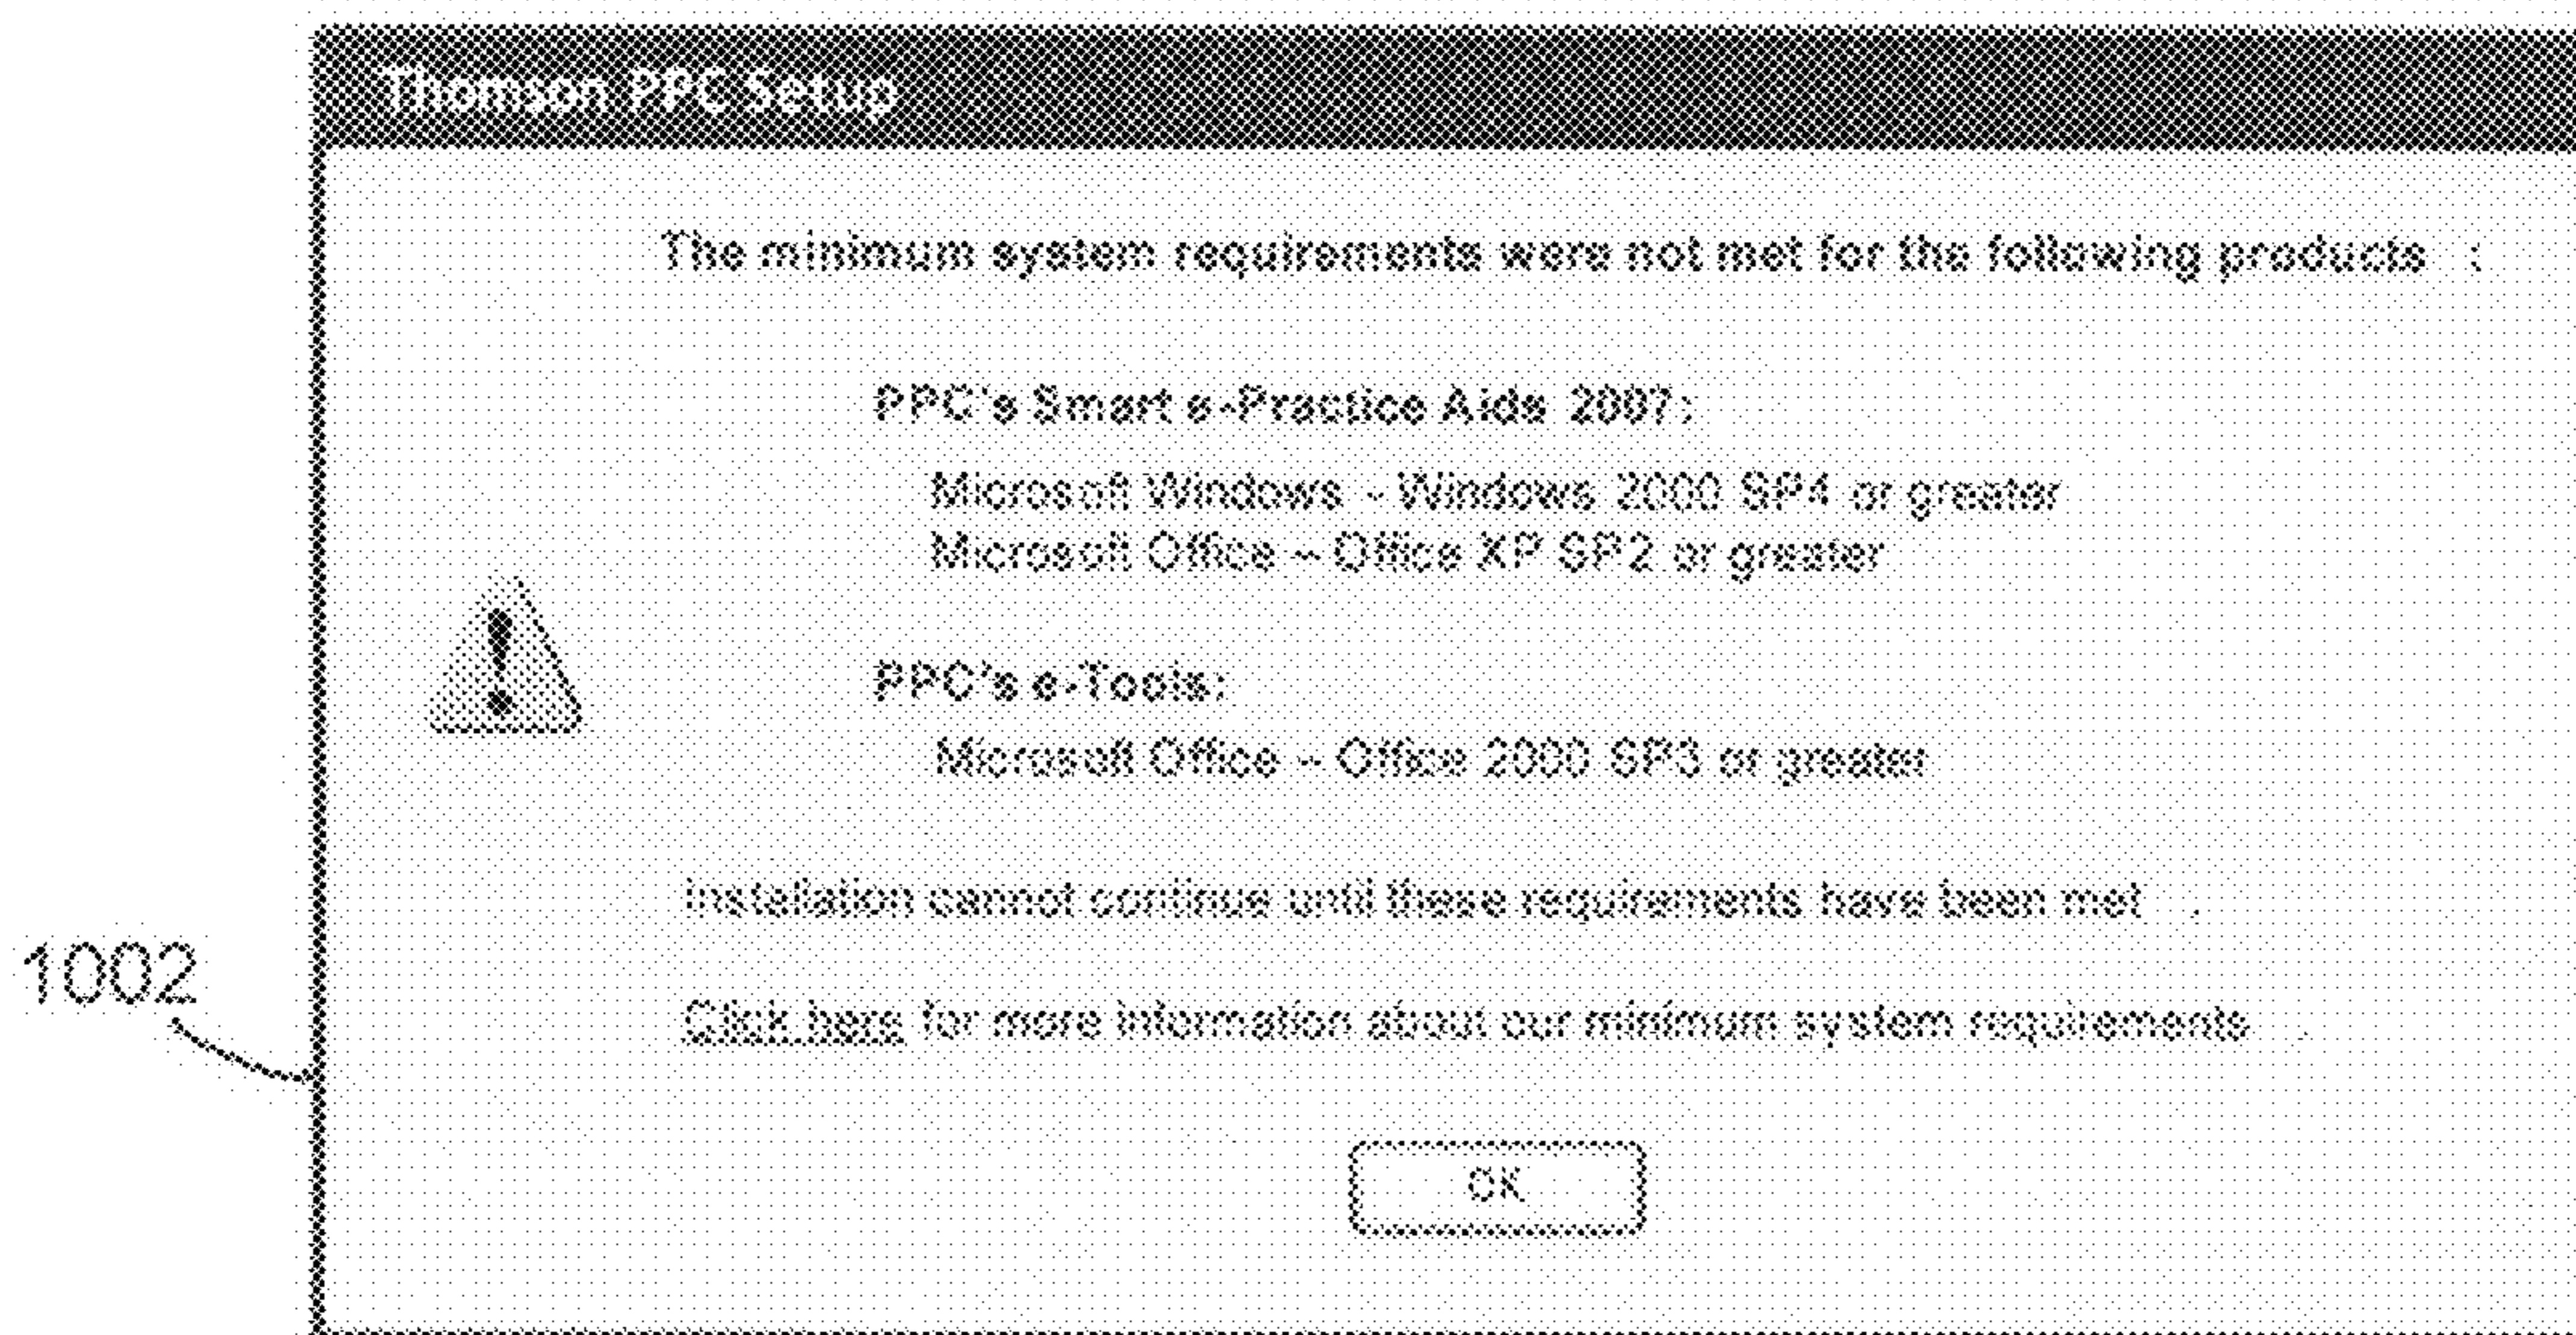 Thomson PPC Setup
The minimum system requirements were not met for the following products :
PPC's Smart e-Practice Aids 2007:
Microsoft Windows - Windows 2000 SP4 or greater
Microsoft Office – Office XP SP2 or greater
PPC's e-Tools:
Microsoft Office – Office 2000 SP3 or greater
Installation cannot continue until these requirements have been met .
1002
Click here for more information about our minimum system requirements .
OK